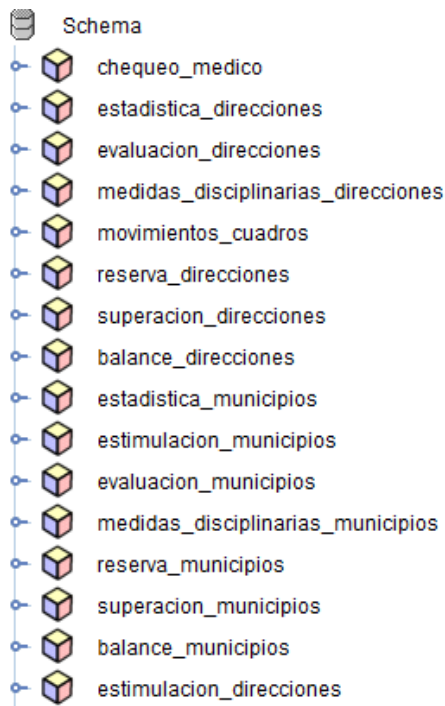 Schema
chequeo_medico
estadistica_direcciones
evaluacion_direcciones
medidas_disciplinarias_direcciones
movimientos_cuadros
reserva_direcciones
superacion_direcciones
balance_direcciones
estadistica_municipios
estimulacion_municipios
evaluacion_municipios
medidas_disciplinarias_municipios
reserva_municipios
superacion_municipios
balance_municipios
estimulacion_direcciones